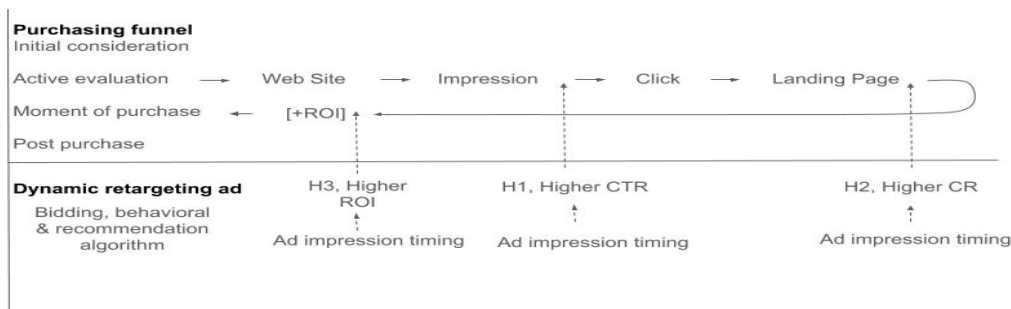 Purchasing funnel
Initial consideration
Active evaluation
Web Site
Impression
Click
Landing Page
Moment of purchase
[+ROI]
Post purchase
Dynamic retargeting ad
Bidding, behavioral
& recommendation
algorithm
H3, Higher
ROI
Ad impression timing
H1, Higher CTR
Ad impression timing
H2, Higher CR
Ad impression timing